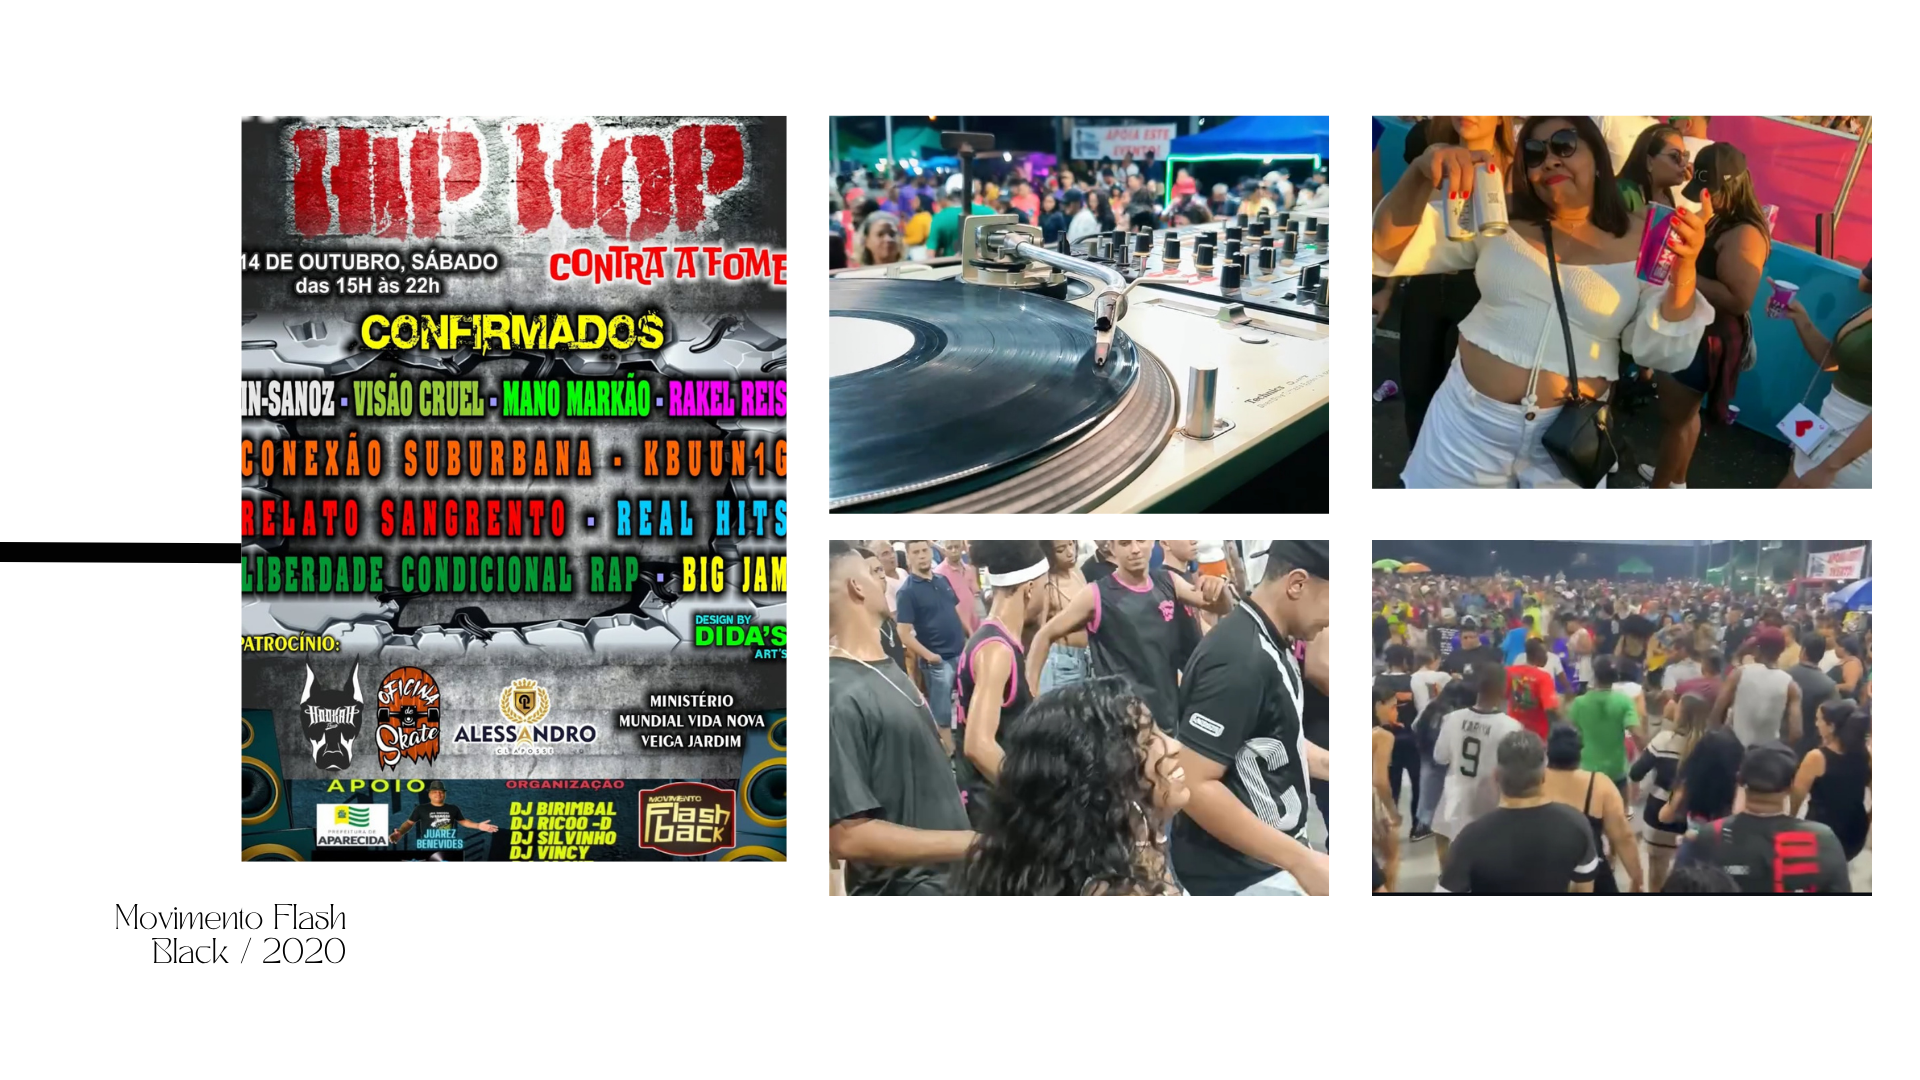 HIP HOP
CONTRA A FOME
14 DE OUTUBRO, SÁBADO
das 15H às 22h
CONFIRMADOS
IN-SANOZ · VISÃO CRUEL · MANO MARKÃO · RAKEL REIS
CONEXÃO SUBURBANA · KBUUN1G
RELATO SANGRENTO · REAL HITS
LIBERDADE CONDICIONAL RAP · BIG JAM
DESIGN BY
DIDA'S
ART'S
PATROCÍNIO:
HOOKAH
OFICINA
de
Skate
ALESSANDRO
MINISTÉRIO
MUNDIAL VIDA NOVA
VEIGA JARDIM
APOIO
PREFEITURA DE
APARECIDA
JUAREZ
BENEVIDES
ORGANIZAÇÃO
DJ BIRIMBAL
DJ RICOO -D
DJ SILVINHO
DJ VINCY
MOVIMENTO
Flash
back
APOIA ESTE
EVENTO!
Technics
C
KARINA
9
Movimento Flash
Black / 2020